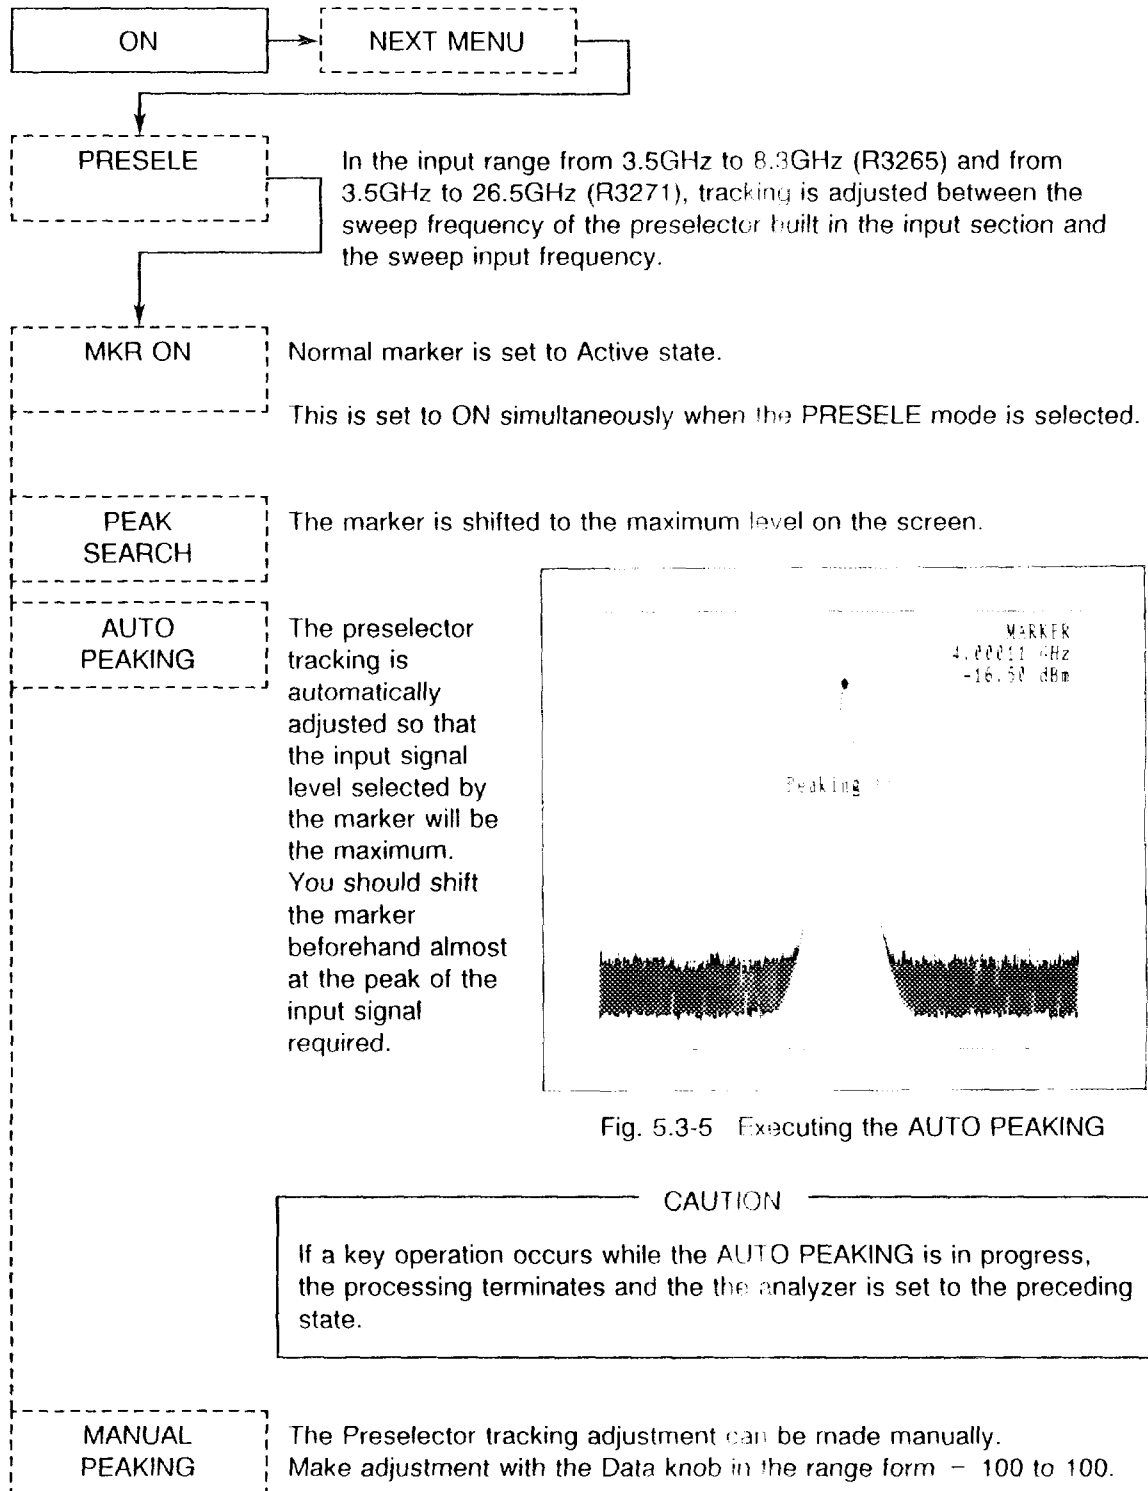 ON
NEXT MENU
PRESELE
In the input range from 3.5GHz to 8.3GHz (R3265) and from
3.5GHz to 26.5GHz (R3271), tracking is adjusted between the
sweep frequency of the preselector built in the input section and
the sweep input frequency.
MKR ON
Normal marker is set to Active state.
This is set to ON simultaneously when the PRESELE mode is selected.
PEAK
SEARCH
The marker is shifted to the maximum level on the screen.
AUTO
PEAKING
The preselector
tracking is
automatically
adjusted so that
the input signal
level selected by
the marker will be
the maximum.
You should shift
the marker
beforehand almost
at the peak of the
input signal
required.
MARKER
4.00011 GHz
-16.50 dBm
Peaking
Fig. 5.3-5 Executing the AUTO PEAKING
CAUTION
If a key operation occurs while the AUTO PEAKING is in progress,
the processing terminates and the the analyzer is set to the preceding
state.
MANUAL
PEAKING
The Preselector tracking adjustment can be made manually.
Make adjustment with the Data knob in the range form − 100 to 100.